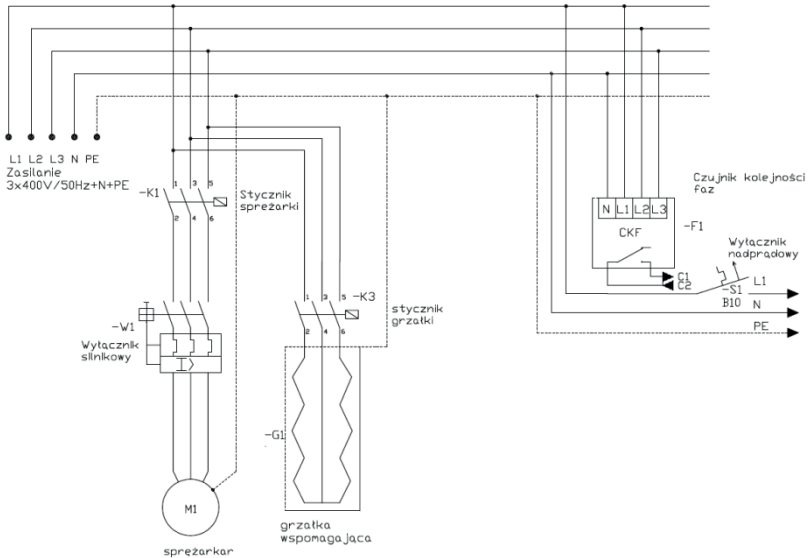 L1 L2 L3 N PE
Zasilanie
3x400V/50Hz+N+PE
-K1
1 3 5
2 4 6
Stycznik
sprężarki
-W1
Wyłącznik
silnikowy
I >
M1
sprężarkar
1 3 5
2 4 6
-K3
stycznik
grzałki
-G1
grzałka
wspomagająca
Czujnik kolejności
faz
N L1 L2 L3
-F1
CKF
C1
C2
Wyłącznik
nadprądowy
-S1
B10
L1
N
PE